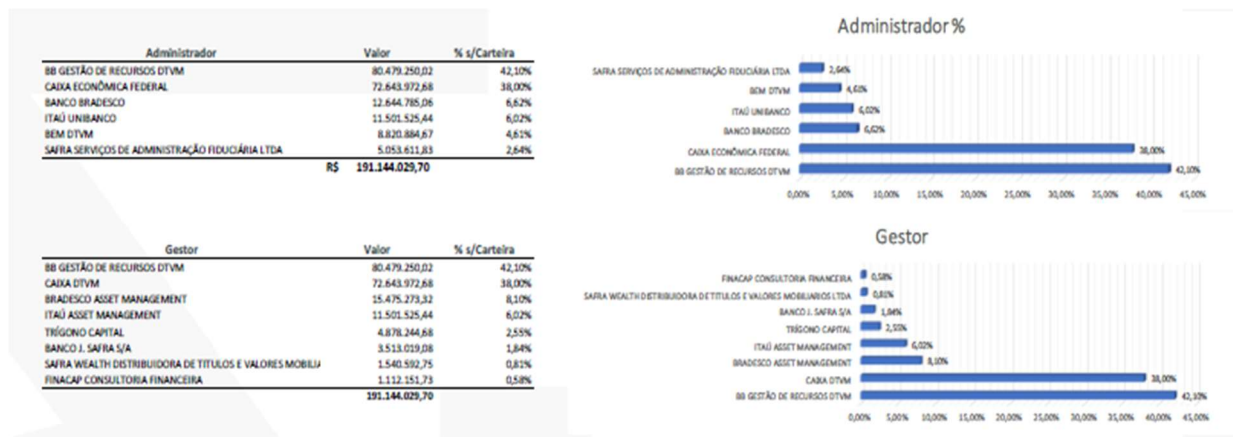 Administrador Valor % s/Carteira
BB GESTÃO DE RECURSOS DTVM 80.479.250,02 42,10%
CAIXA ECONÔMICA FEDERAL 72.643.972,68 38,00%
BANCO BRADESCO 12.644.785,06 6,62%
ITAÚ UNIBANCO 11.501.525,44 6,02%
BEM DTVM 8.820.884,67 4,61%
SAFRA SERVIÇOS DE ADMINISTRAÇÃO FIDUCIÁRIA LTDA 5.053.611,83 2,64%
R$ 191.144.029,70
Administrador %
SAFRA SERVIÇOS DE ADMINISTRAÇÃO FIDUCIÁRIA LTDA 2,64%
BEM DTVM 4,61%
ITAÚ UNIBANCO 6,02%
BANCO BRADESCO 6,62%
CAIXA ECONÔMICA FEDERAL 38,00%
BB GESTÃO DE RECURSOS DTVM 42,10%
0,00% 5,00% 10,00% 15,00% 20,00% 25,00% 30,00% 35,00% 40,00% 45,00%
Gestor Valor % s/Carteira
BB GESTÃO DE RECURSOS DTVM 80.479.250,02 42,10%
CAIXA DTVM 72.643.972,68 38,00%
BRADESCO ASSET MANAGEMENT 15.475.273,32 8,10%
ITAÚ ASSET MANAGEMENT 11.501.525,44 6,02%
TRÍGONO CAPITAL 4.878.244,68 2,55%
BANCO J. SAFRA S/A 3.513.019,08 1,84%
SAFRA WEALTH DISTRIBUIDORA DE TITULOS E VALORES MOBILI 1.540.592,75 0,81%
FINACAP CONSULTORIA FINANCEIRA 1.112.151,73 0,58%
191.144.029,70
Gestor
FINACAP CONSULTORIA FINANCEIRA 0,58%
SAFRA WEALTH DISTRIBUIDORA DE TITULOS E VALORES MOBILIARIOS LTDA 0,81%
BANCO J. SAFRA S/A 1,84%
TRÍGONO CAPITAL 2,55%
ITAÚ ASSET MANAGEMENT 6,02%
BRADESCO ASSET MANAGEMENT 8,10%
CAIXA DTVM 38,00%
BB GESTÃO DE RECURSOS DTVM 42,10%
0,00% 5,00% 10,00% 15,00% 20,00% 25,00% 30,00% 35,00% 40,00% 45,00%